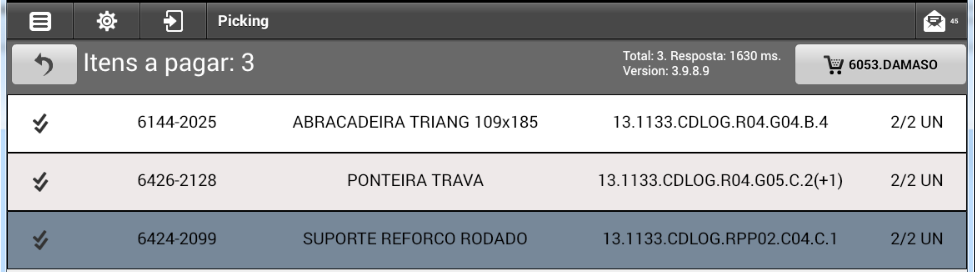 Picking
45
Itens a pagar: 3
Total: 3. Resposta: 1630 ms.
Version: 3.9.8.9
6053.DAMASO
6144-2025 ABRACADEIRA TRIANG 109x185 13.1133.CDLOG.R04.G04.B.4 2/2 UN
6426-2128 PONTEIRA TRAVA 13.1133.CDLOG.R04.G05.C.2(+1) 2/2 UN
6424-2099 SUPORTE REFORCO RODADO 13.1133.CDLOG.RPP02.C04.C.1 2/2 UN